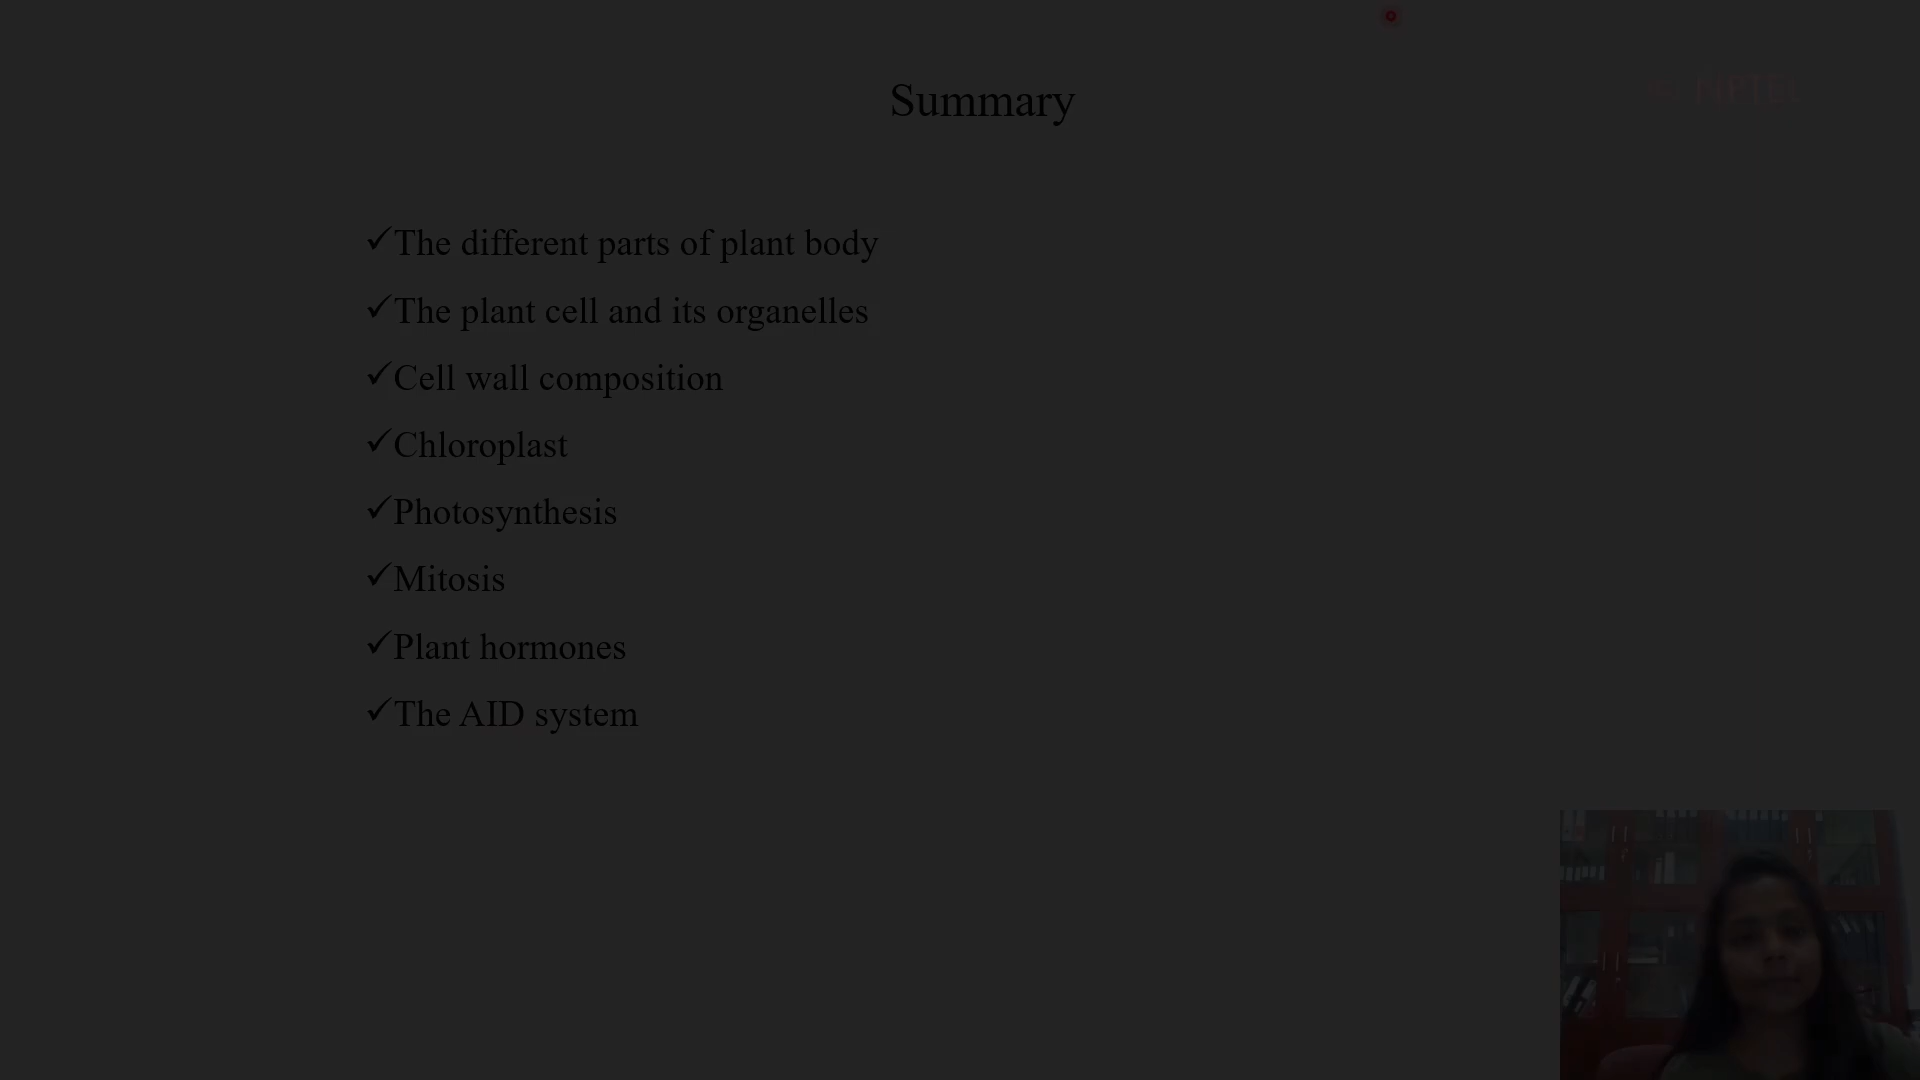 NPTEL
Summary
✓The different parts of plant body
✓The plant cell and its organelles
✓Cell wall composition
✓Chloroplast
✓Photosynthesis
✓Mitosis
✓Plant hormones
✓The AID system